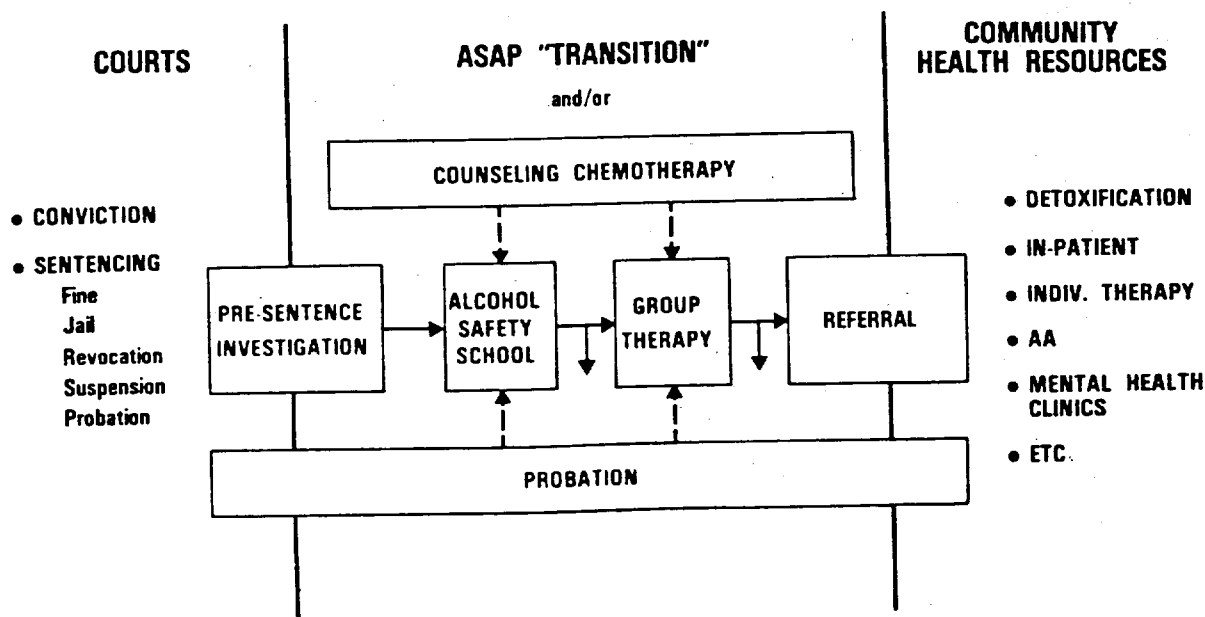 COURTS
• CONVICTION
• SENTENCING
Fine
Jail
Revocation
Suspension
Probation
ASAP "TRANSITION"
and/or
COUNSELING CHEMOTHERAPY
PRE-SENTENCE
INVESTIGATION
ALCOHOL
SAFETY
SCHOOL
GROUP
THERAPY
REFERRAL
PROBATION
COMMUNITY
HEALTH RESOURCES
• DETOXIFICATION
• IN-PATIENT
• INDIV. THERAPY
• AA
• MENTAL HEALTH
CLINICS
• ETC.